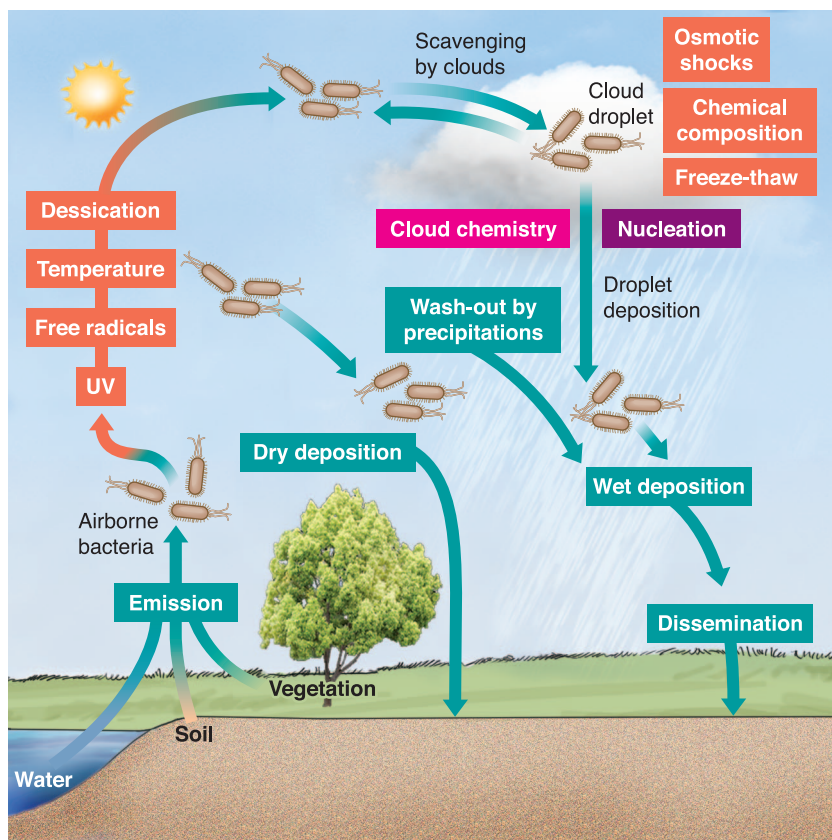 Scavenging
by clouds
Osmotic
shocks
Cloud
droplet
Chemical
composition
Freeze-thaw
Dessication
Cloud chemistry
Nucleation
Temperature
Droplet
deposition
Wash-out by
precipitations
Free radicals
UV
Dry deposition
Wet deposition
Airborne
bacteria
Emission
Dissemination
Vegetation
Soil
Water